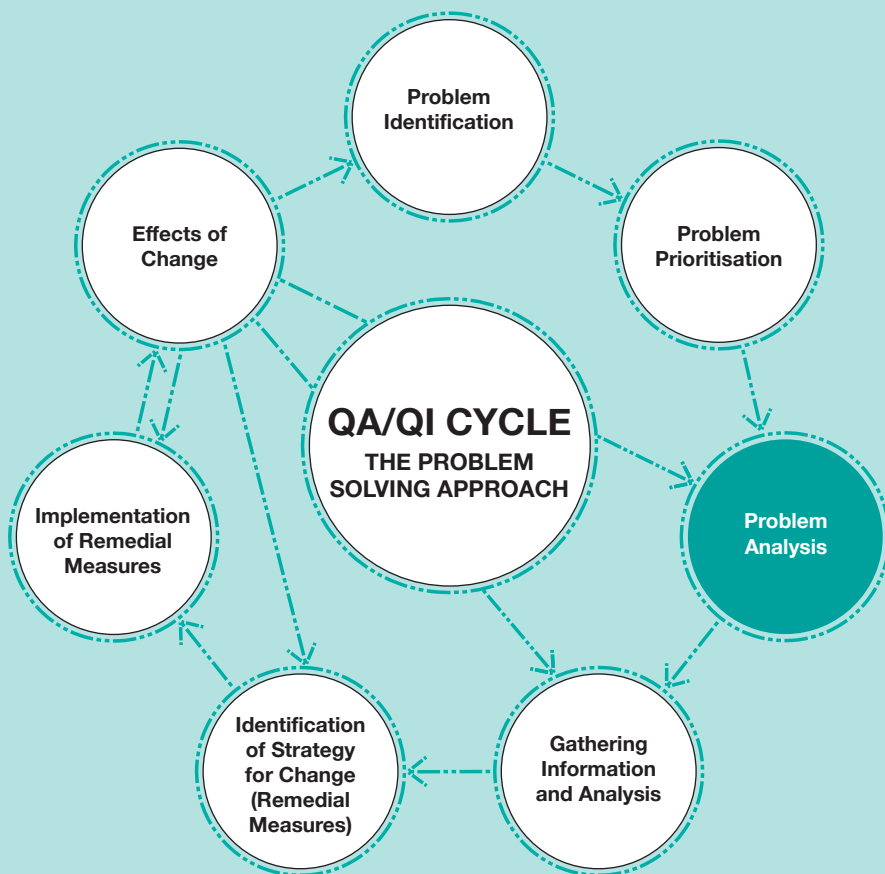 Problem
Identification
Effects of
Change
Problem
Prioritisation
QA/QI CYCLE
THE PROBLEM
SOLVING APPROACH
Implementation
of Remedial
Measures
Problem
Analysis
Identification
of Strategy
for Change
(Remedial
Measures)
Gathering
Information
and Analysis